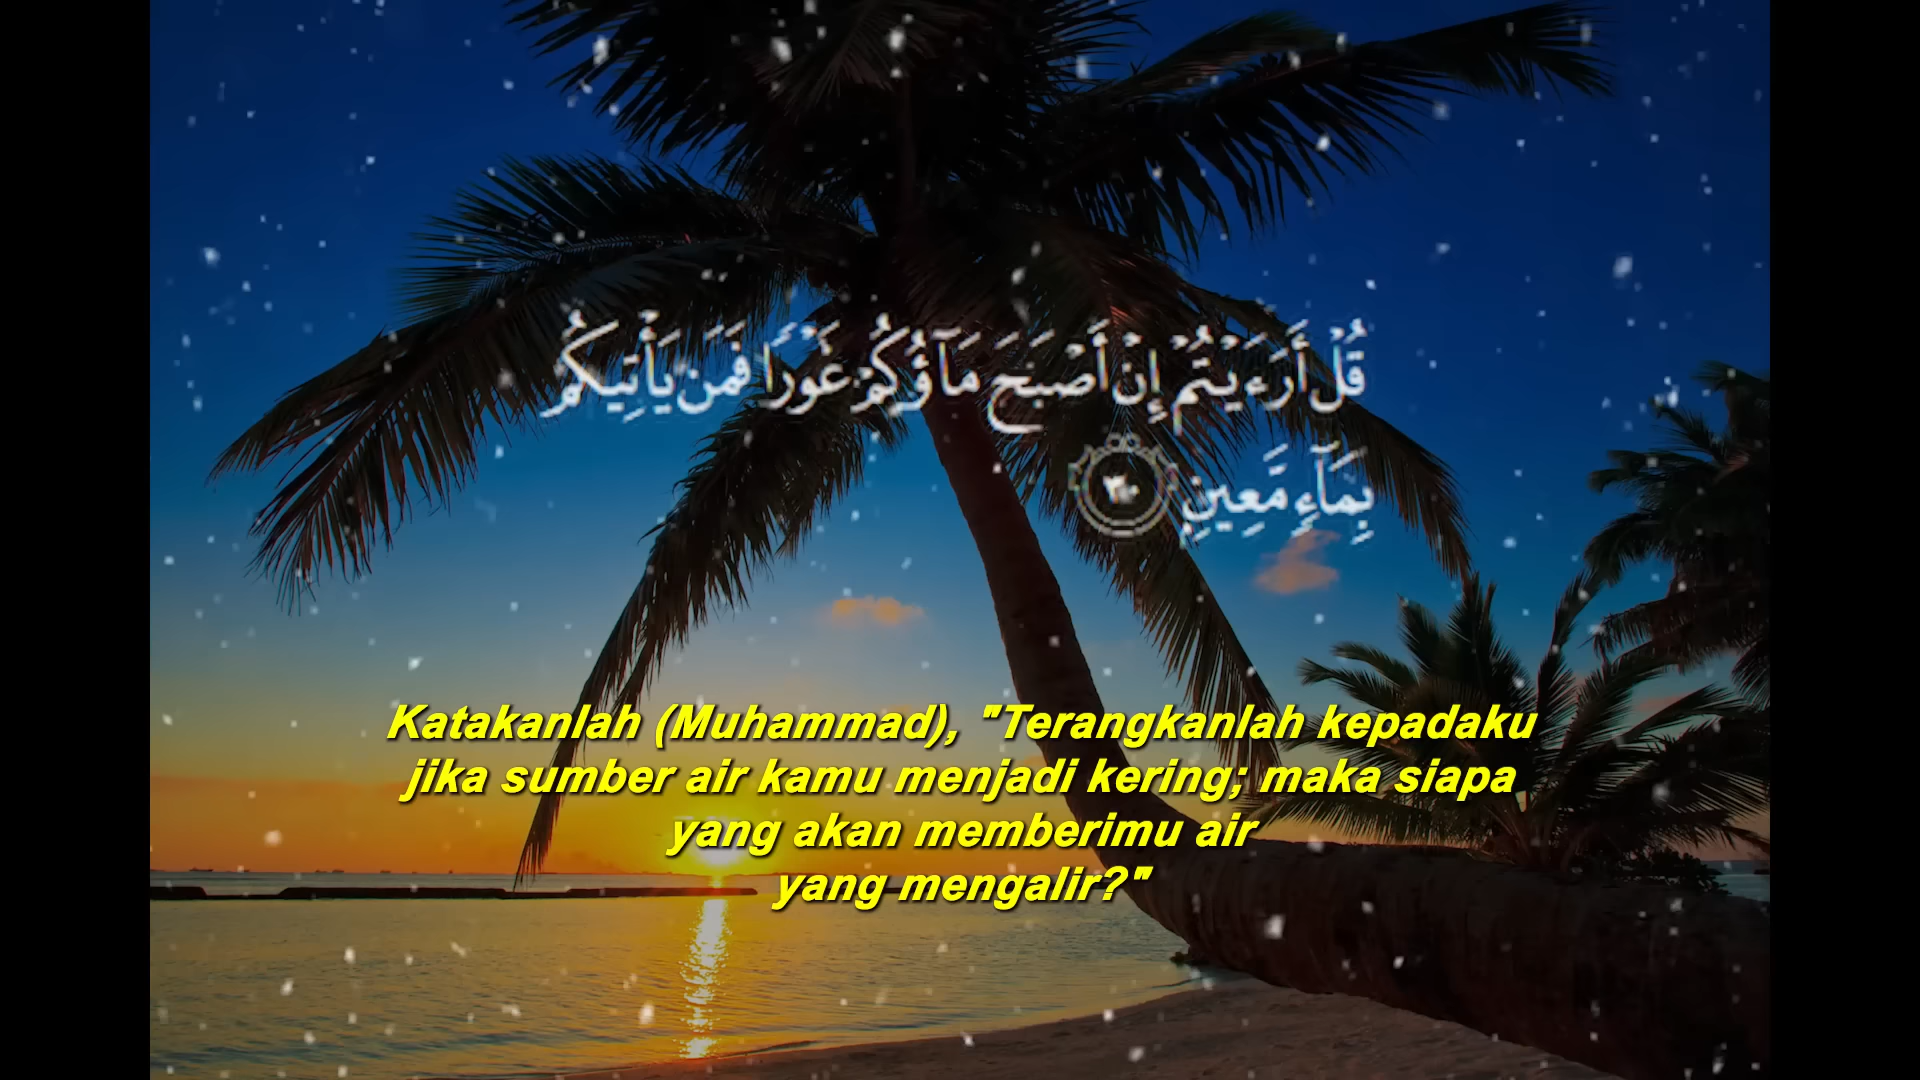 قُلْ أَرَءَيْتُمْ إِنْ أَصْبَحَ مَآؤُكُمْ غَوْرًا فَمَن يَأْتِيكُم
بِمَآءٍ مَّعِينٍ ٣٠
Katakanlah (Muhammad), "Terangkanlah kepadaku
jika sumber air kamu menjadi kering; maka siapa
yang akan memberimu air
yang mengalir?"